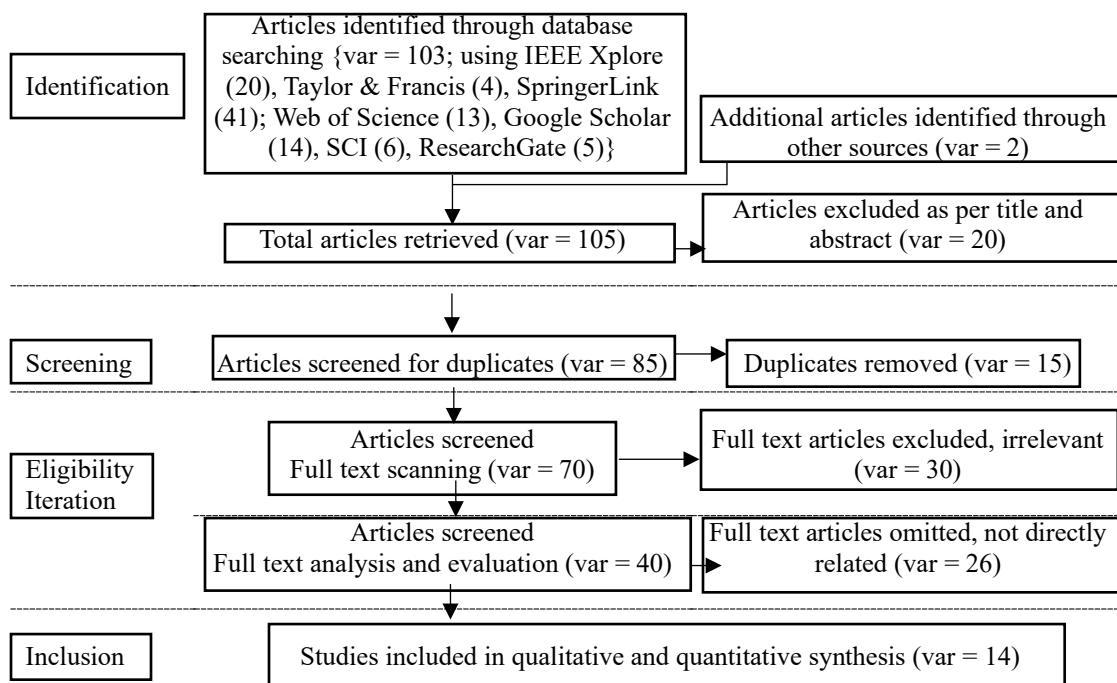 Identification
Articles identified through database
searching {var = 103; using IEEE Xplore
(20), Taylor & Francis (4), SpringerLink
(41); Web of Science (13), Google Scholar
(14), SCI (6), ResearchGate (5)}
Additional articles identified through
other sources (var = 2)
Total articles retrieved (var = 105)
Articles excluded as per title and
abstract (var = 20)
Screening
Articles screened for duplicates (var = 85)
Duplicates removed (var = 15)
Eligibility
Iteration
Articles screened
Full text scanning (var = 70)
Full text articles excluded, irrelevant
(var = 30)
Articles screened
Full text analysis and evaluation (var = 40)
Full text articles omitted, not directly
related (var = 26)
Inclusion
Studies included in qualitative and quantitative synthesis (var = 14)